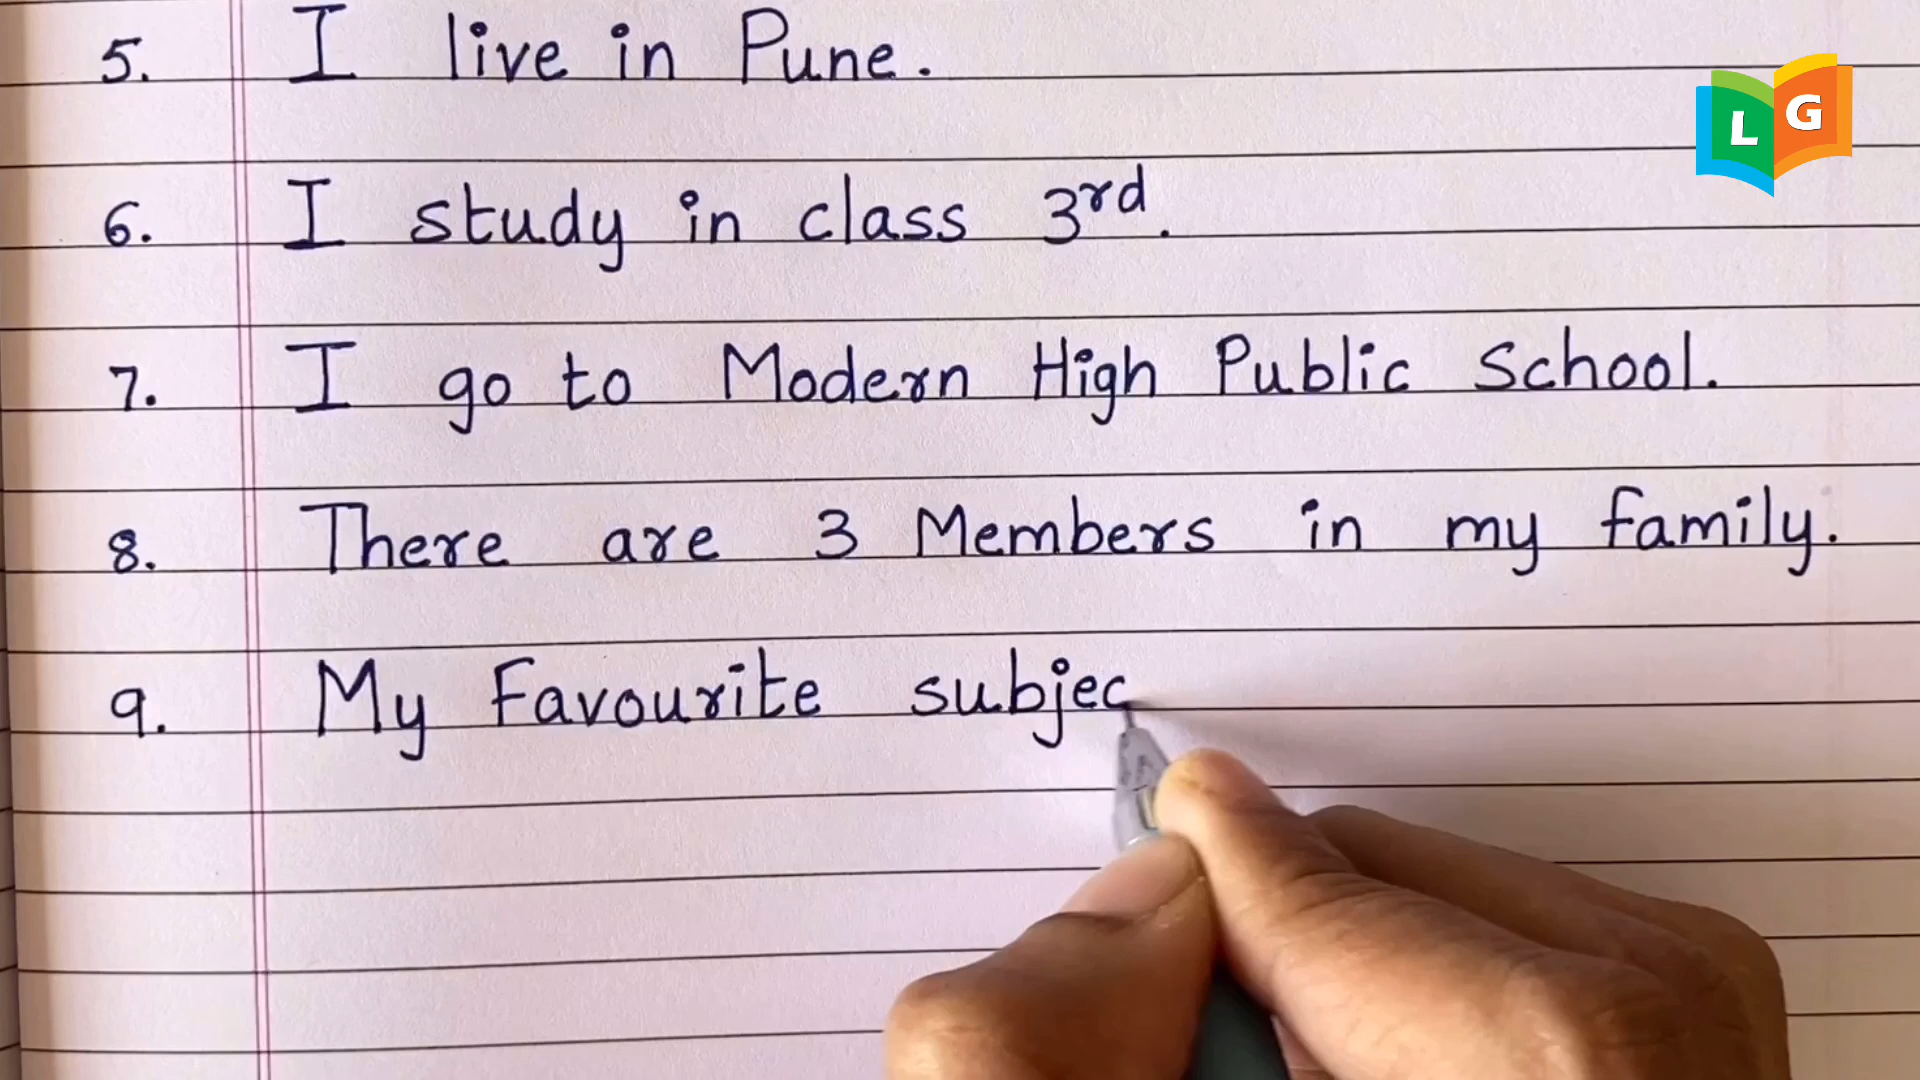 5. I live in Pune.
L G
6. I study in class 3rd.
7. I go to Modern High Public School.
8. There are 3 Members in my family.
9. My Favourite subjec